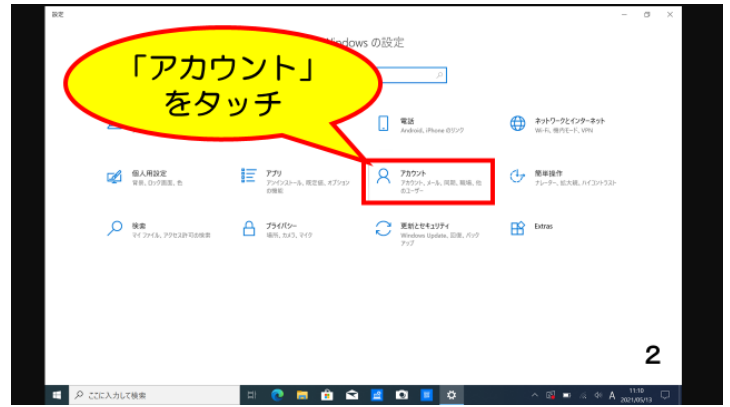 設定
Windows の設定
「アカウント」
をタッチ
電話
Android、iPhone のリンク
ネットワークとインターネット
Wi-Fi、機内モード、VPN
個人用設定
背景、ロック画面、色
アプリ
アンインストール、既定値、オプション
の機能
アカウント
アカウント、メール、同期、職場、他
のユーザー
簡単操作
ナレーター、拡大鏡、ハイコントラスト
検索
マイ ファイル、アクセス許可の検索
プライバシー
場所、カメラ、マイク
更新とセキュリティ
Windows Update、回復、バック
アップ
Extras
2
ここに入力して検索
A
11:10
2021/05/13